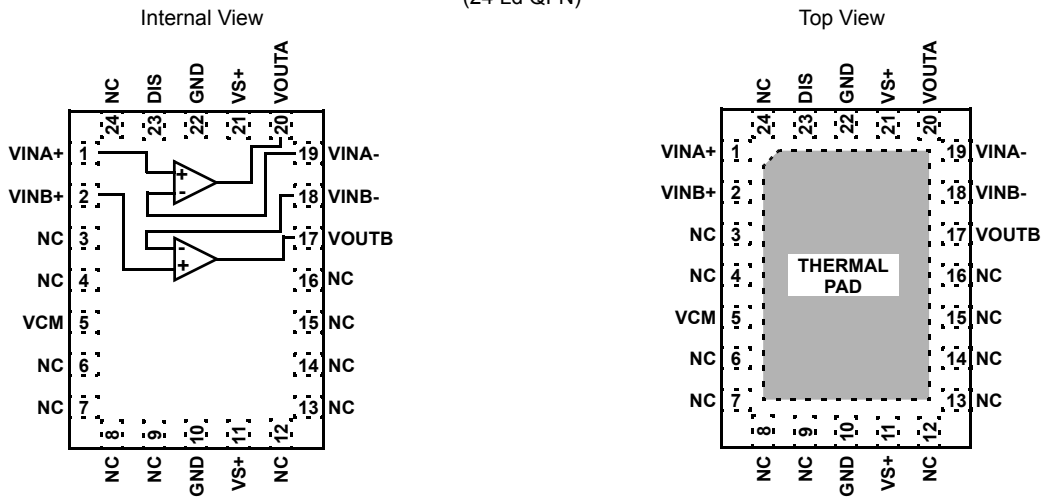 (24 Ld QFN)
Internal View
NC
DIS
GND
VS+
VOUTA
24
23
22
21
20
VINA+ 1
19 VINA-
VINB+ 2
18 VINB-
NC 3
17 VOUTB
NC 4
16 NC
VCM 5
15 NC
NC 6
14 NC
NC 7
13 NC
+
-
-
+
8
9
10
11
12
NC
NC
GND
VS+
NC
Top View
NC
DIS
GND
VS+
VOUTA
24
23
22
21
20
VINA+ 1
19 VINA-
VINB+ 2
18 VINB-
NC 3
17 VOUTB
NC 4
16 NC
VCM 5
15 NC
NC 6
14 NC
NC 7
13 NC
THERMAL
PAD
8
9
10
11
12
NC
NC
GND
VS+
NC